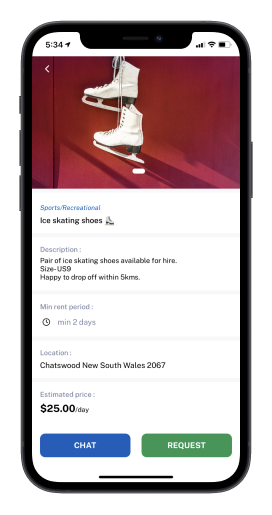 5:34
Sports/Recreational
Ice skating shoes ⛸️
Description :
Pair of ice skating shoes available for hire.
Size-US9
Happy to drop off within 5kms.
Min rent period :
min 2 days
Location :
Chatswood New South Wales 2067
Estimated price :
$25.00/day
CHAT REQUEST